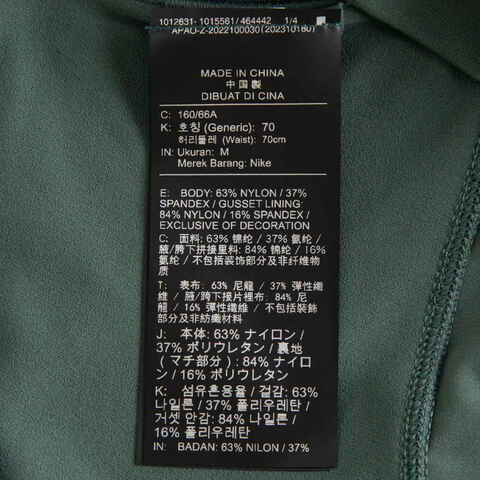 1012631- 1015581/464442 1/4
APAO-Z-2022100030(20230160)
MADE IN CHINA
中国製
DIBUAT DI CINA
C: 160/66A
K: 호칭 (Generic): 70
허리둘레 (Waist): 70cm
IN: Ukuran: M
Merek Barang: Nike
E: BODY: 63% NYLON / 37%
SPANDEX / GUSSET LINING:
84% NYLON / 16% SPANDEX /
EXCLUSIVE OF DECORATION
C: 面料: 63% 锦纶 / 37% 氨纶 /
腋/胯下拼接里料: 84% 锦纶 / 16%
氨纶 / 不包括装饰部分及非纤维物
质
T: 表布: 63% 尼龍 / 37% 彈性纖
維 / 腋/跨下接片裡布: 84% 尼
龍 / 16% 彈性纖維 / 不包括裝飾
部分及非紡織材料
J: 本体: 63% ナイロン /
37% ポリウレタン / 裏地
( マチ部分 ) : 84% ナイロ
ン / 16% ポリウレタン
K: 섬유혼용율 / 겉감: 63%
나일론 / 37% 폴리우레탄 /
거셋 안감: 84% 나일론 /
16% 폴리우레탄
IN: BADAN: 63% NILON / 37%